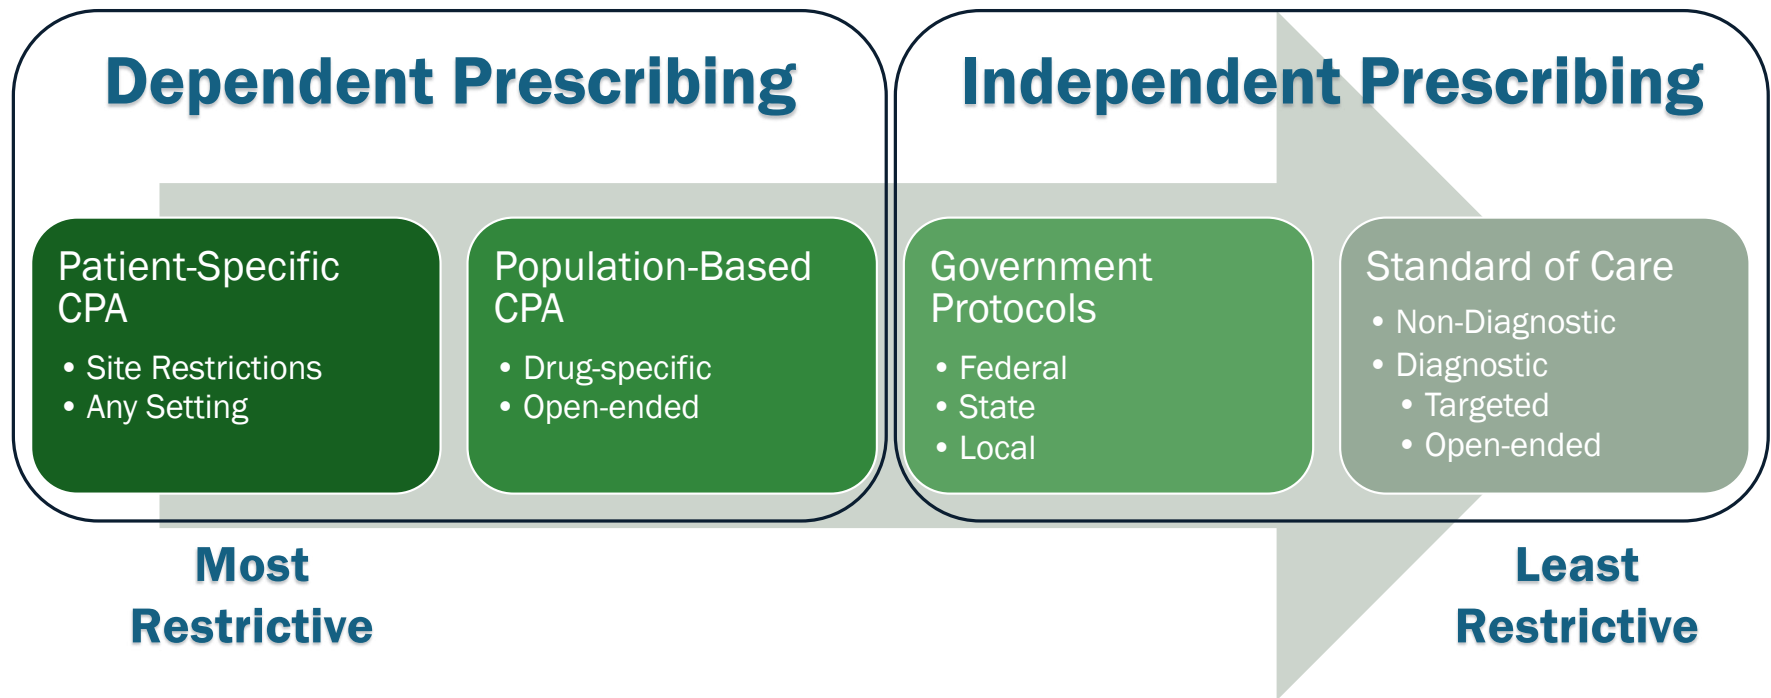 Dependent Prescribing
Independent Prescribing
Patient-Specific
CPA
• Site Restrictions
• Any Setting
Population-Based
CPA
• Drug-specific
• Open-ended
Government
Protocols
• Federal
• State
• Local
Standard of Care
• Non-Diagnostic
• Diagnostic
• Targeted
• Open-ended
Most
Restrictive
Least
Restrictive